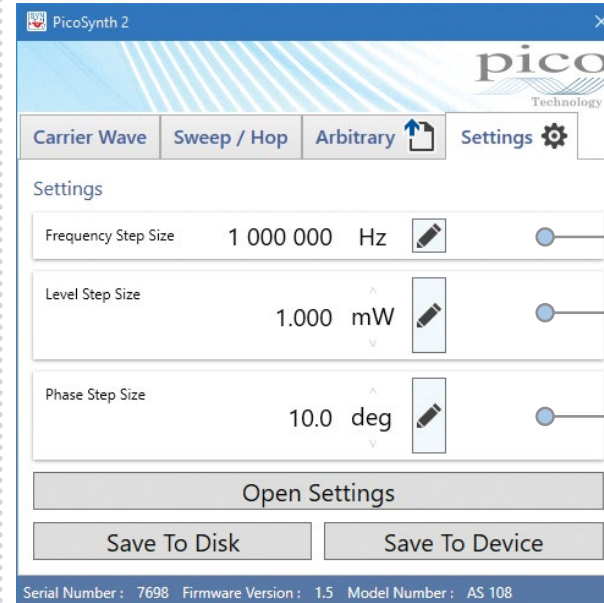 PicoSynth 2
pico
Technology
Carrier Wave Sweep / Hop Arbitrary Settings
Settings
Frequency Step Size 1 000 000 Hz
Level Step Size
1.000 mW
Phase Step Size
10.0 deg
Open Settings
Save To Disk Save To Device
Serial Number : 7698 Firmware Version : 1.5 Model Number : AS 108